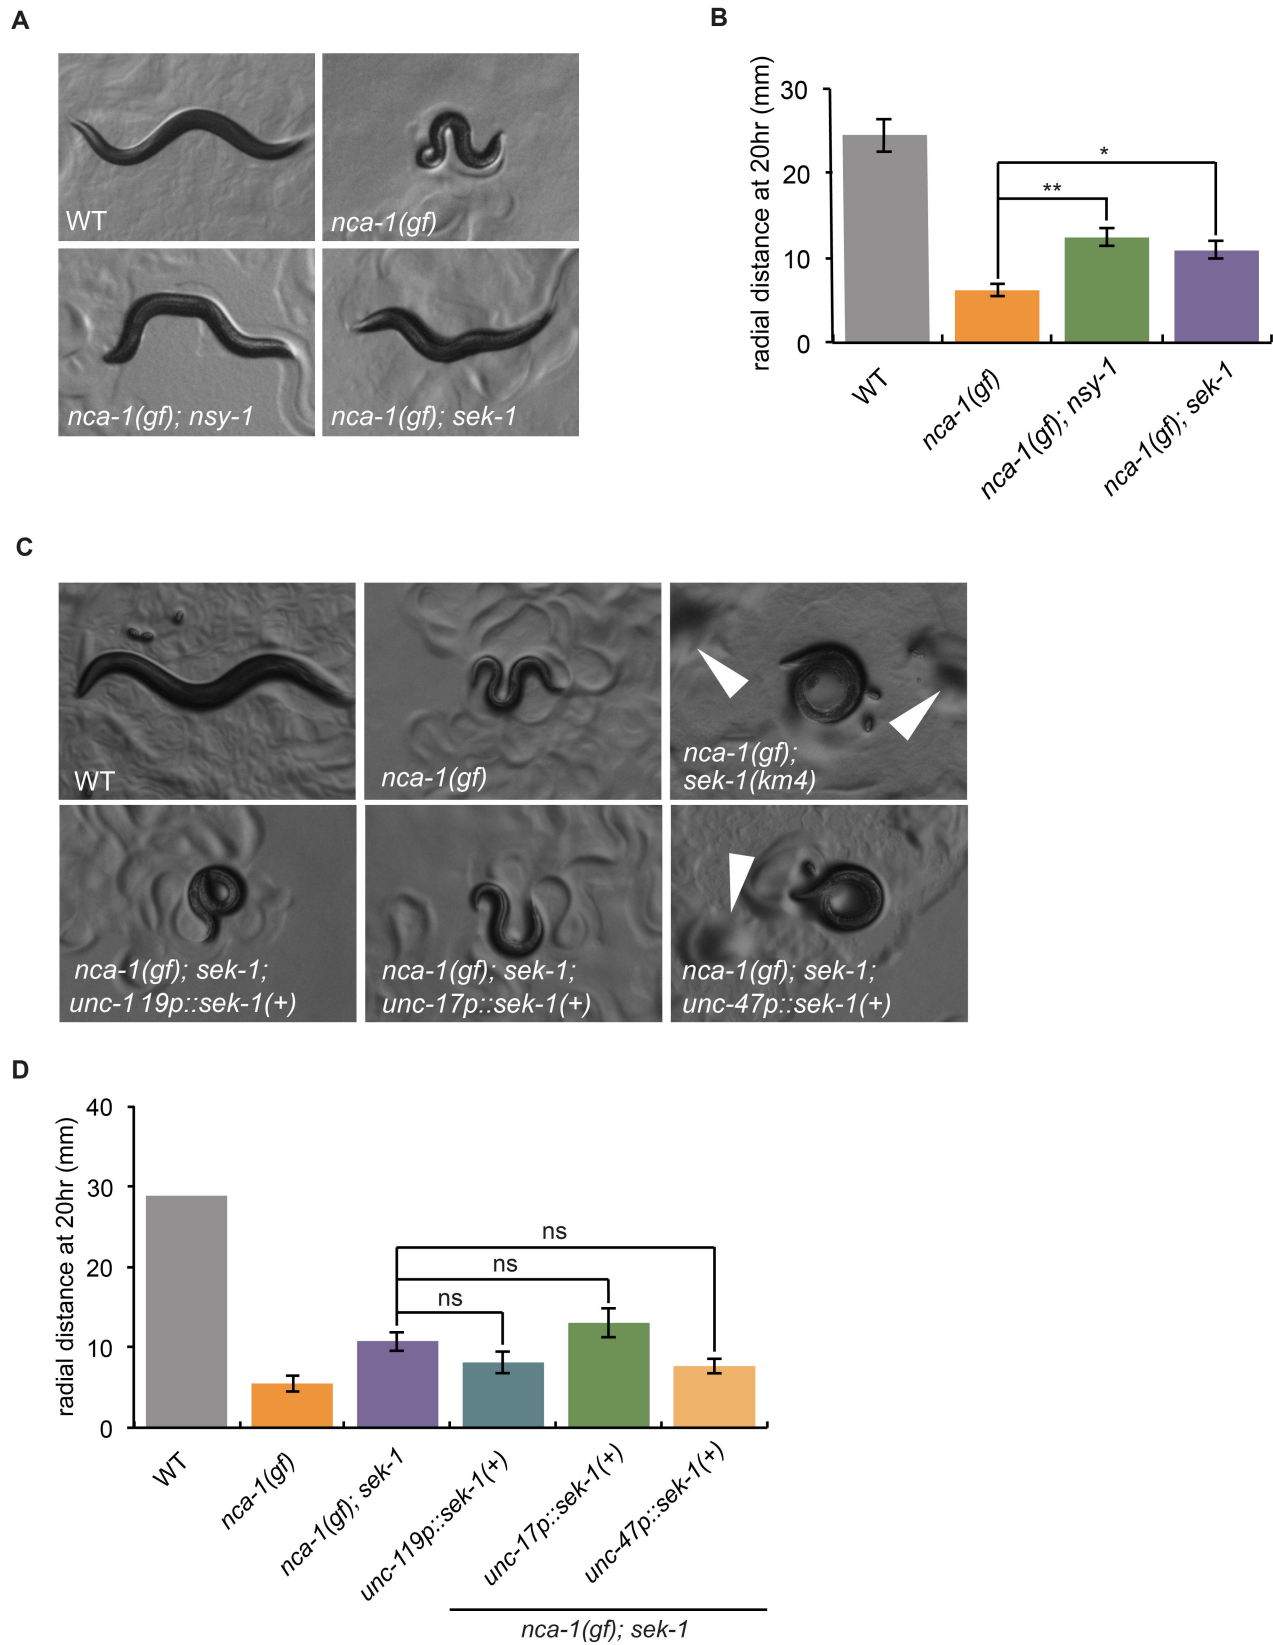 A
WT
nca-1(gf)
nca-1(gf); nsy-1
nca-1(gf); sek-1
B
radial distance at 20hr (mm)
30
20
10
0
*
**
WT
nca-1(gf)
nca-1(gf); nsy-1
nca-1(gf); sek-1
C
WT
nca-1(gf)
nca-1(gf);
sek-1(km4)
nca-1(gf); sek-1;
unc-119p::sek-1(+)
nca-1(gf); sek-1;
unc-17p::sek-1(+)
nca-1(gf); sek-1;
unc-47p::sek-1(+)
D
radial distance at 20hr (mm)
40
30
20
10
0
ns
ns
ns
WT
nca-1(gf)
nca-1(gf); sek-1
unc-119p::sek-1(+)
unc-17p::sek-1(+)
unc-47p::sek-1(+)
nca-1(gf); sek-1